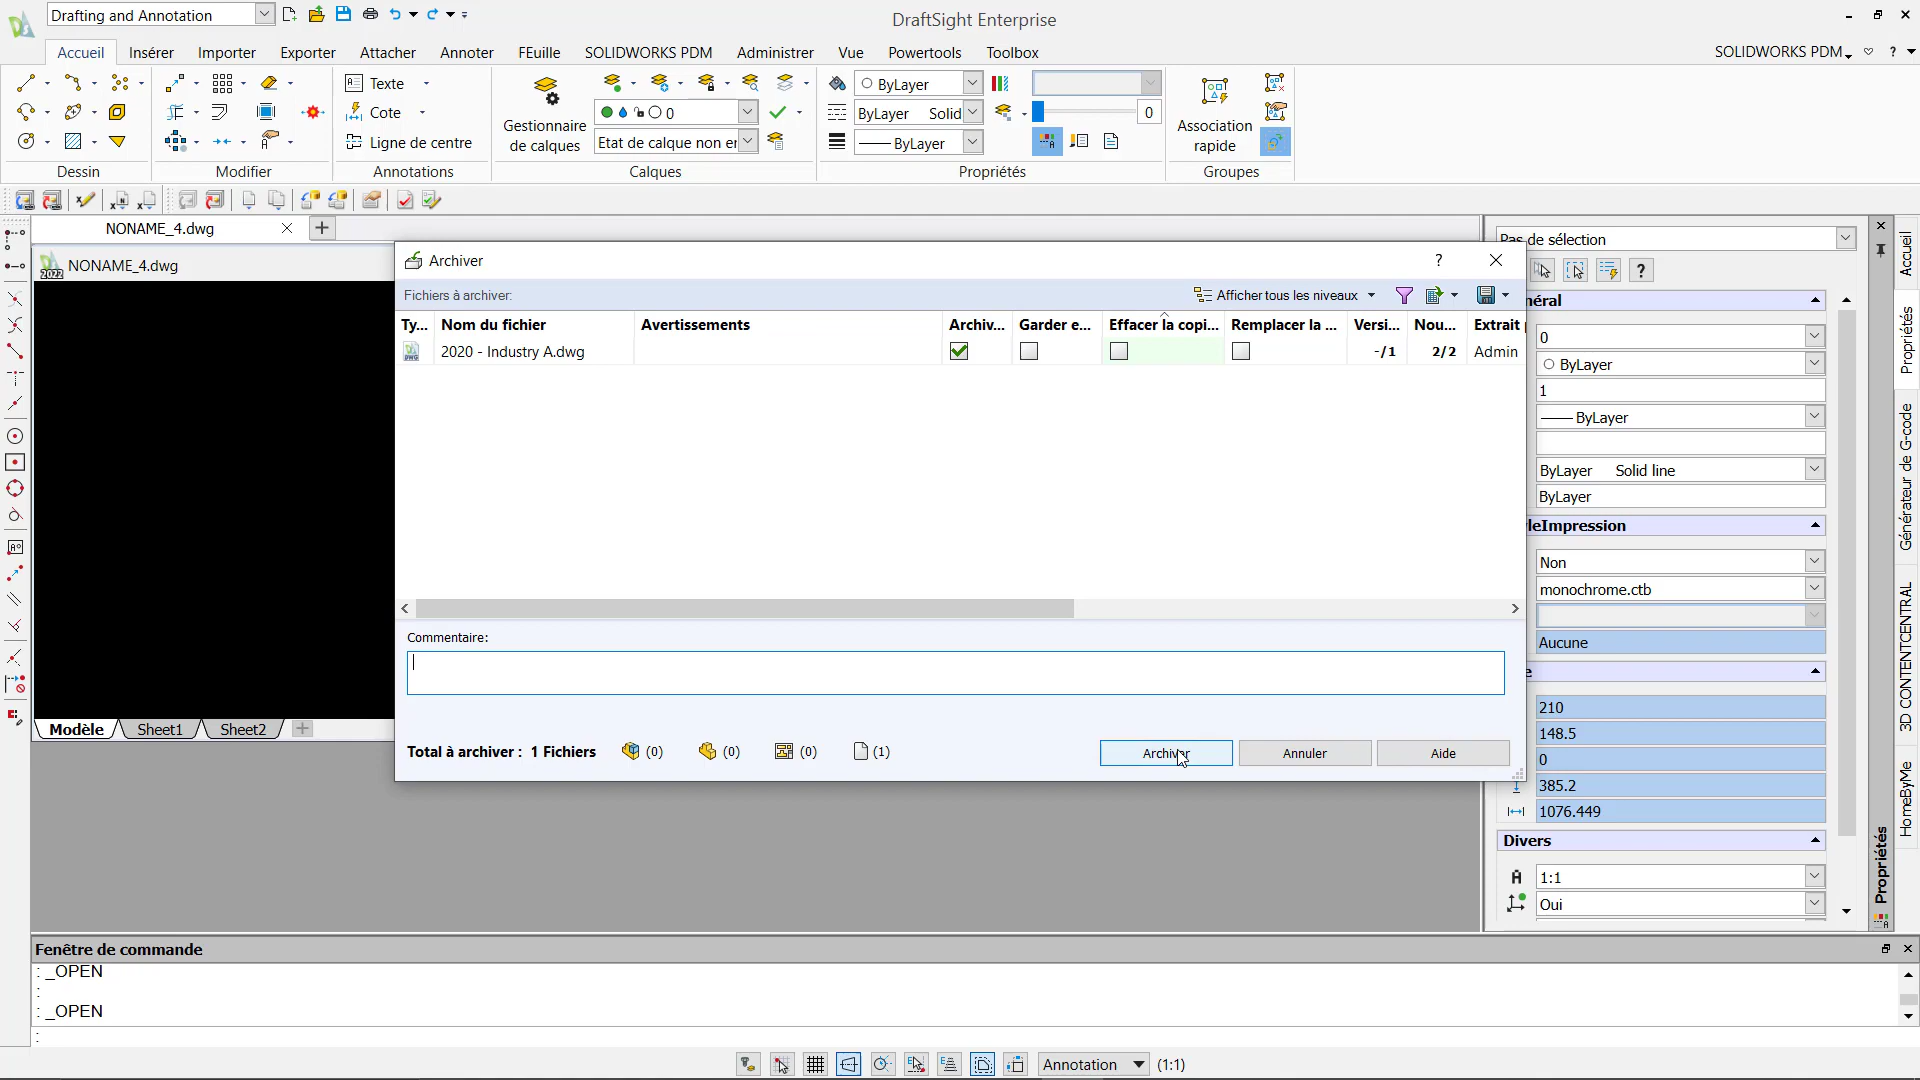 Drafting and Annotation
DraftSight Enterprise
Accueil Insérer Importer Exporter Attacher Annoter FEuille SOLIDWORKS PDM Administrer Vue Powertools Toolbox
SOLIDWORKS PDM ?
Texte
Cote
Ligne de centre
Gestionnaire
de calques
0
Etat de calque non er
ByLayer
ByLayer Solid
ByLayer
0
Association
rapide
Dessin Modifier Annotations Calques Propriétés Groupes
NONAME_4.dwg
NONAME_4.dwg
Archiver
?
Fichiers à archiver:
Afficher tous les niveaux
Ty... Nom du fichier Avertissements Archiv... Garder e... Effacer la copi... Remplacer la ... Versi... Nou... Extrait
2020 - Industry A.dwg -/1 2/2 Admin
Commentaire:
Total à archiver : 1 Fichiers (0) (0) (0) (1)
Archiver Annuler Aide
Modèle Sheet1 Sheet2
Pas de sélection
?
néral
0
ByLayer
1
ByLayer
ByLayer Solid line
ByLayer
leImpression
Non
monochrome.ctb
Aucune
e
210
148.5
0
385.2
1076.449
Divers
1:1
Oui
Propriétés
Accueil
Propriétés
Générateur de G-code
3D CONTENTCENTRAL
HomeByMe
Fenêtre de commande
: _OPEN
:
: _OPEN
:
Annotation (1:1)